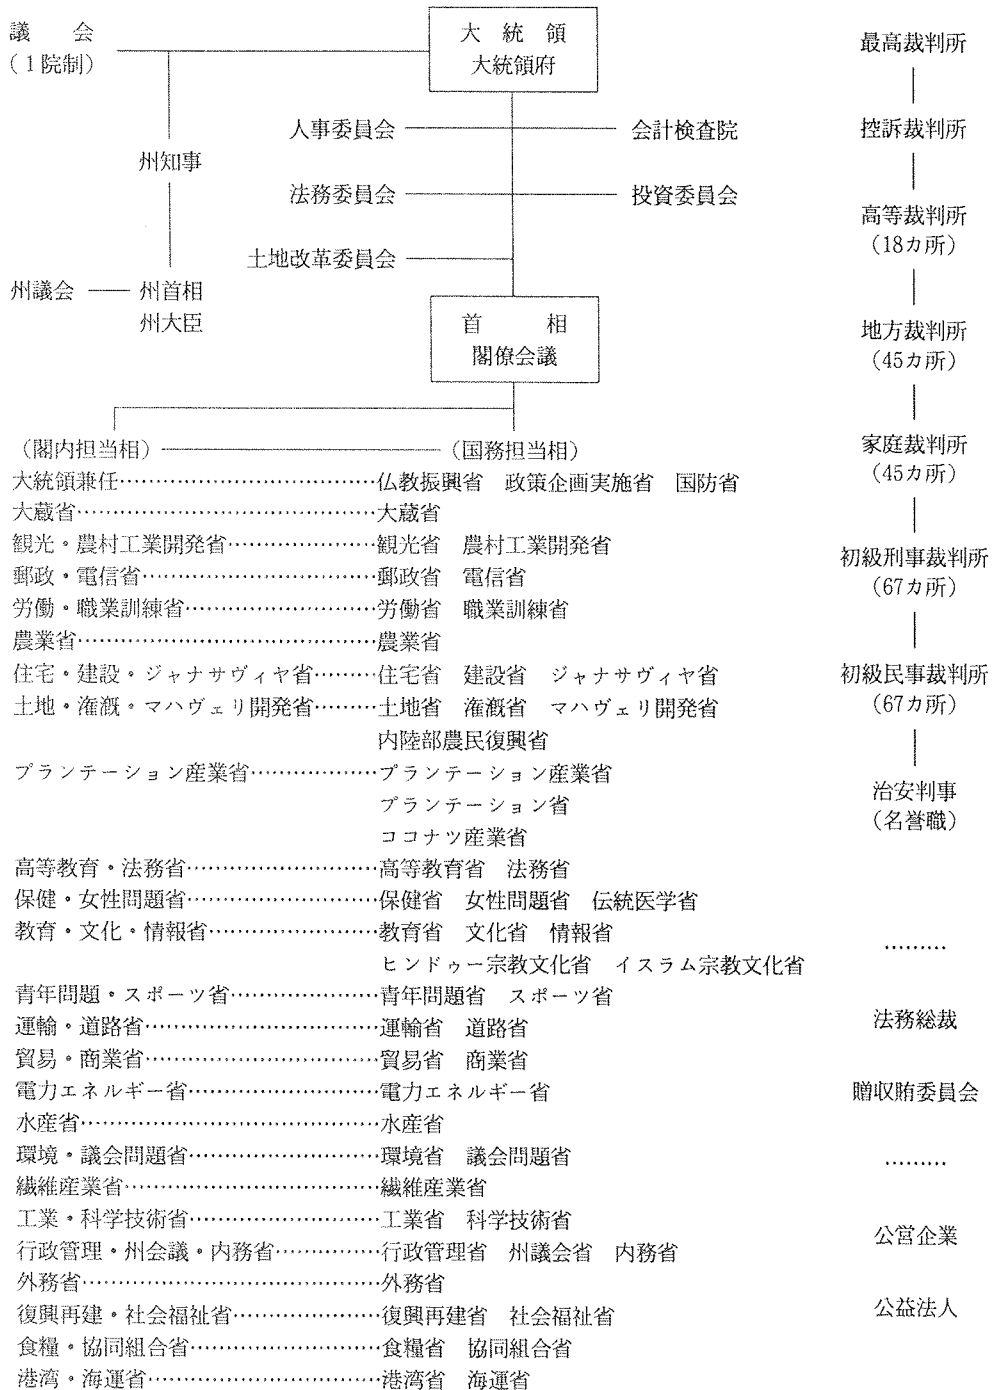 議　会
（1院制）
大　統　領
大統領府
人事委員会
会計検査院
州知事
法務委員会
投資委員会
土地改革委員会
州議会
州首相
州大臣
首　　　相
閣僚会議
（閣内担当相）
（国務担当相）
大統領兼任………………………………仏教振興省　政策企画実施省　国防省
大蔵省……………………………………大蔵省
観光・農村工業開発省…………………観光省　農村工業開発省
郵政・電信省……………………………郵政省　電信省
労働・職業訓練省………………………労働省　職業訓練省
農業省……………………………………農業省
住宅・建設・ジャナサヴィヤ省………住宅省　建設省　ジャナサヴィヤ省
土地・潅漑・マハヴェリ開発省………土地省　潅漑省　マハヴェリ開発省
内陸部農民復興省
プランテーション産業省………………プランテーション産業省
プランテーション省
ココナツ産業省
高等教育・法務省………………………高等教育省　法務省
保健・女性問題省………………………保健省　女性問題省　伝統医学省
教育・文化・情報省……………………教育省　文化省　情報省
ヒンドゥー宗教文化省　イスラム宗教文化省
青年問題・スポーツ省…………………青年問題省　スポーツ省
運輸・道路省……………………………運輸省　道路省
貿易・商業省……………………………貿易省　商業省
電力エネルギー省………………………電力エネルギー省
水産省……………………………………水産省
環境・議会問題省………………………環境省　議会問題省
繊維産業省………………………………繊維産業省
工業・科学技術省………………………工業省　科学技術省
行政管理・州会議・内務省……………行政管理省　州議会省　内務省
外務省……………………………………外務省
復興再建・社会福祉省…………………復興再建省　社会福祉省
食糧・協同組合省………………………食糧省　協同組合省
港湾・海運省……………………………港湾省　海運省
最高裁判所
控訴裁判所
高等裁判所
（18カ所）
地方裁判所
（45カ所）
家庭裁判所
（45カ所）
初級刑事裁判所
（67カ所）
初級民事裁判所
（67カ所）
治安判事
（名誉職）
………
法務総裁
贈収賄委員会
………
公営企業
公益法人